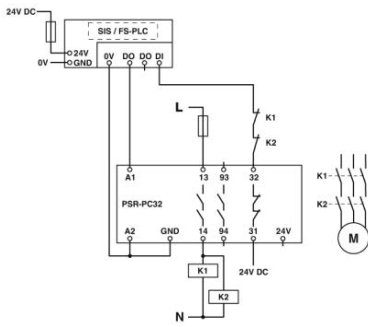 24V DC
SIS / FS-PLC
24V
0V
GND
0V DO DO DI
L
K1
K2
A1 13 93 32
PSR-PC32
A2 GND 14 94 31 24V
K1
K2
M
K1
24V DC
K2
N